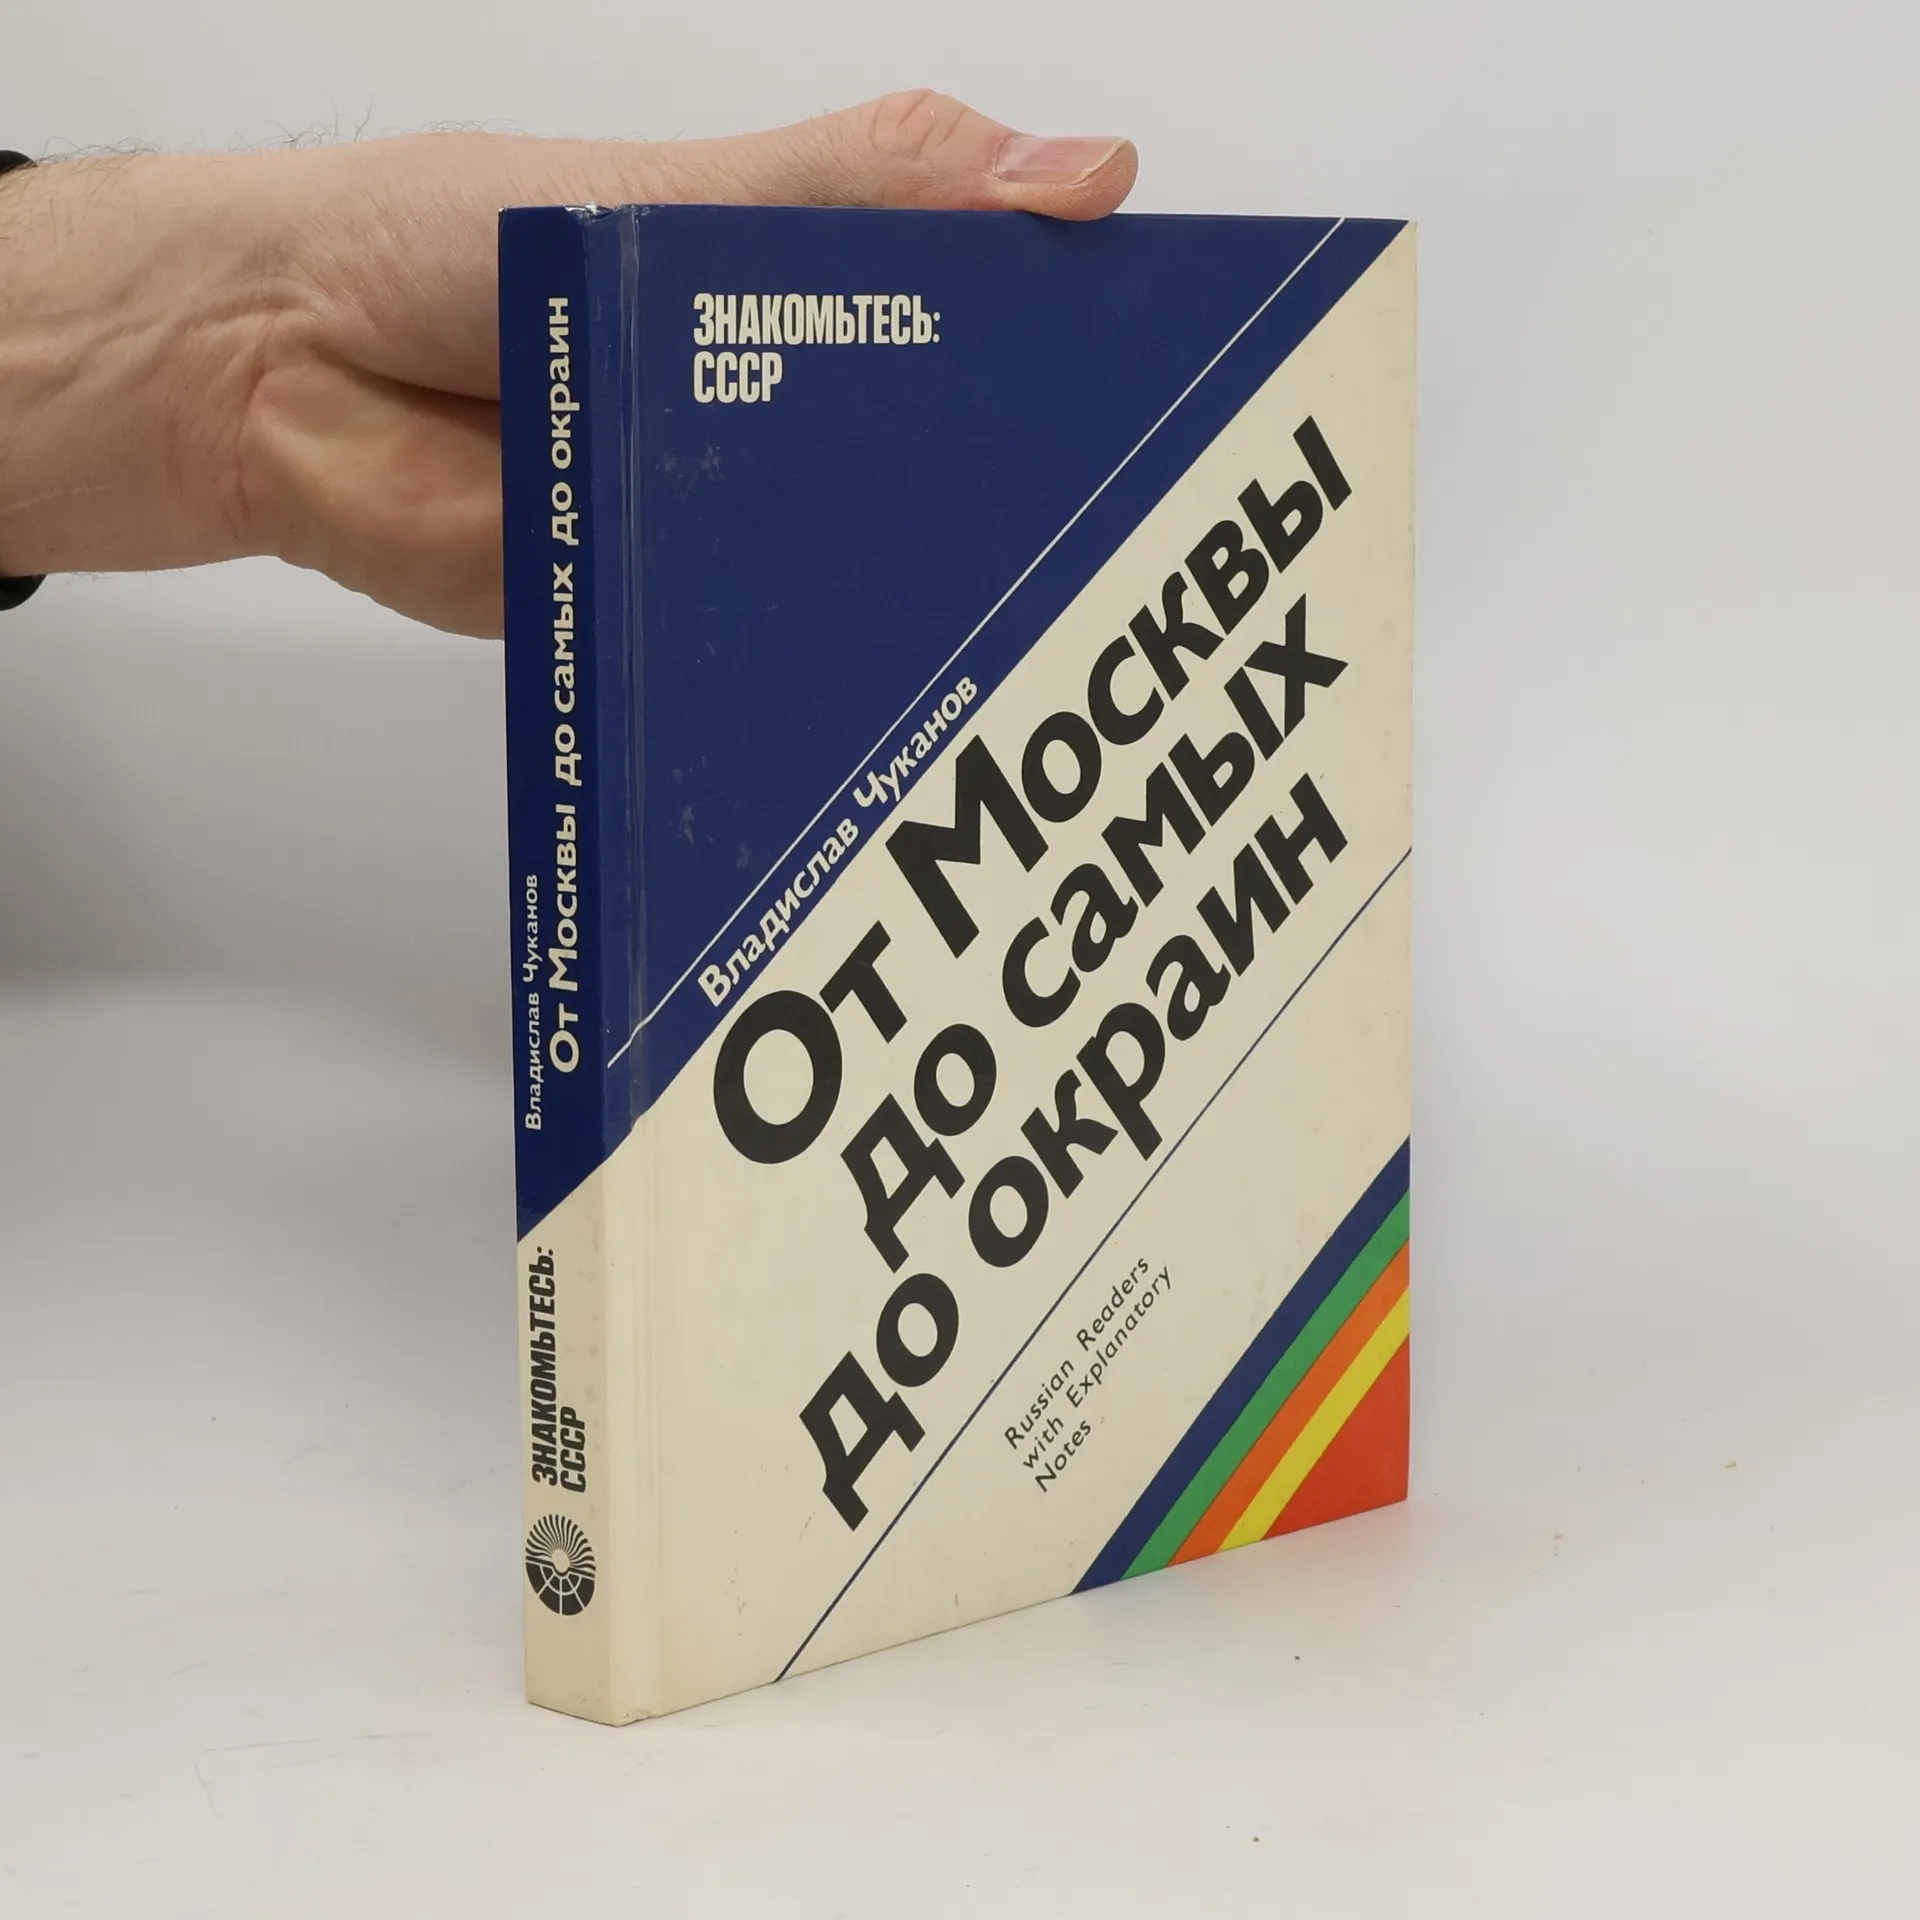 ЗНАКОМЬТЕСЬ:
СССР
Владислав Чуканов
От Москвы
до самых
до окраин
Russian Readers
with Explanatory
Notes
Владислав Чуканов
От Москвы до самых до окраин
ЗНАКОМЬТЕСЬ:
СССР